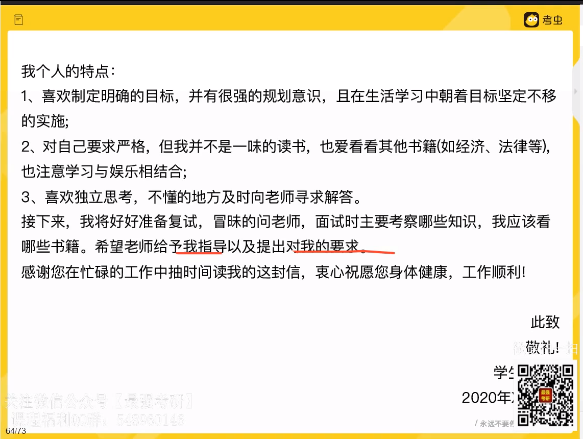 考虫
我个人的特点：
1、喜欢制定明确的目标，并有很强的规划意识，且在生活学习中朝着目标坚定不移
的实施;
2、对自己要求严格，但我并不是一味的读书，也爱看看其他书籍(如经济、法律等),
也注意学习与娱乐相结合;
3、喜欢独立思考，不懂的地方及时向老师寻求解答。
接下来，我将好好准备复试，冒昧的问老师，面试时主要考察哪些知识，我应该看
哪些书籍。希望老师给予我指导以及提出对我的要求。
感谢您在忙碌的工作中抽时间读我的这封信，衷心祝愿您身体健康，工作顺利!
此致
敬礼!
学生
2020年
64/73